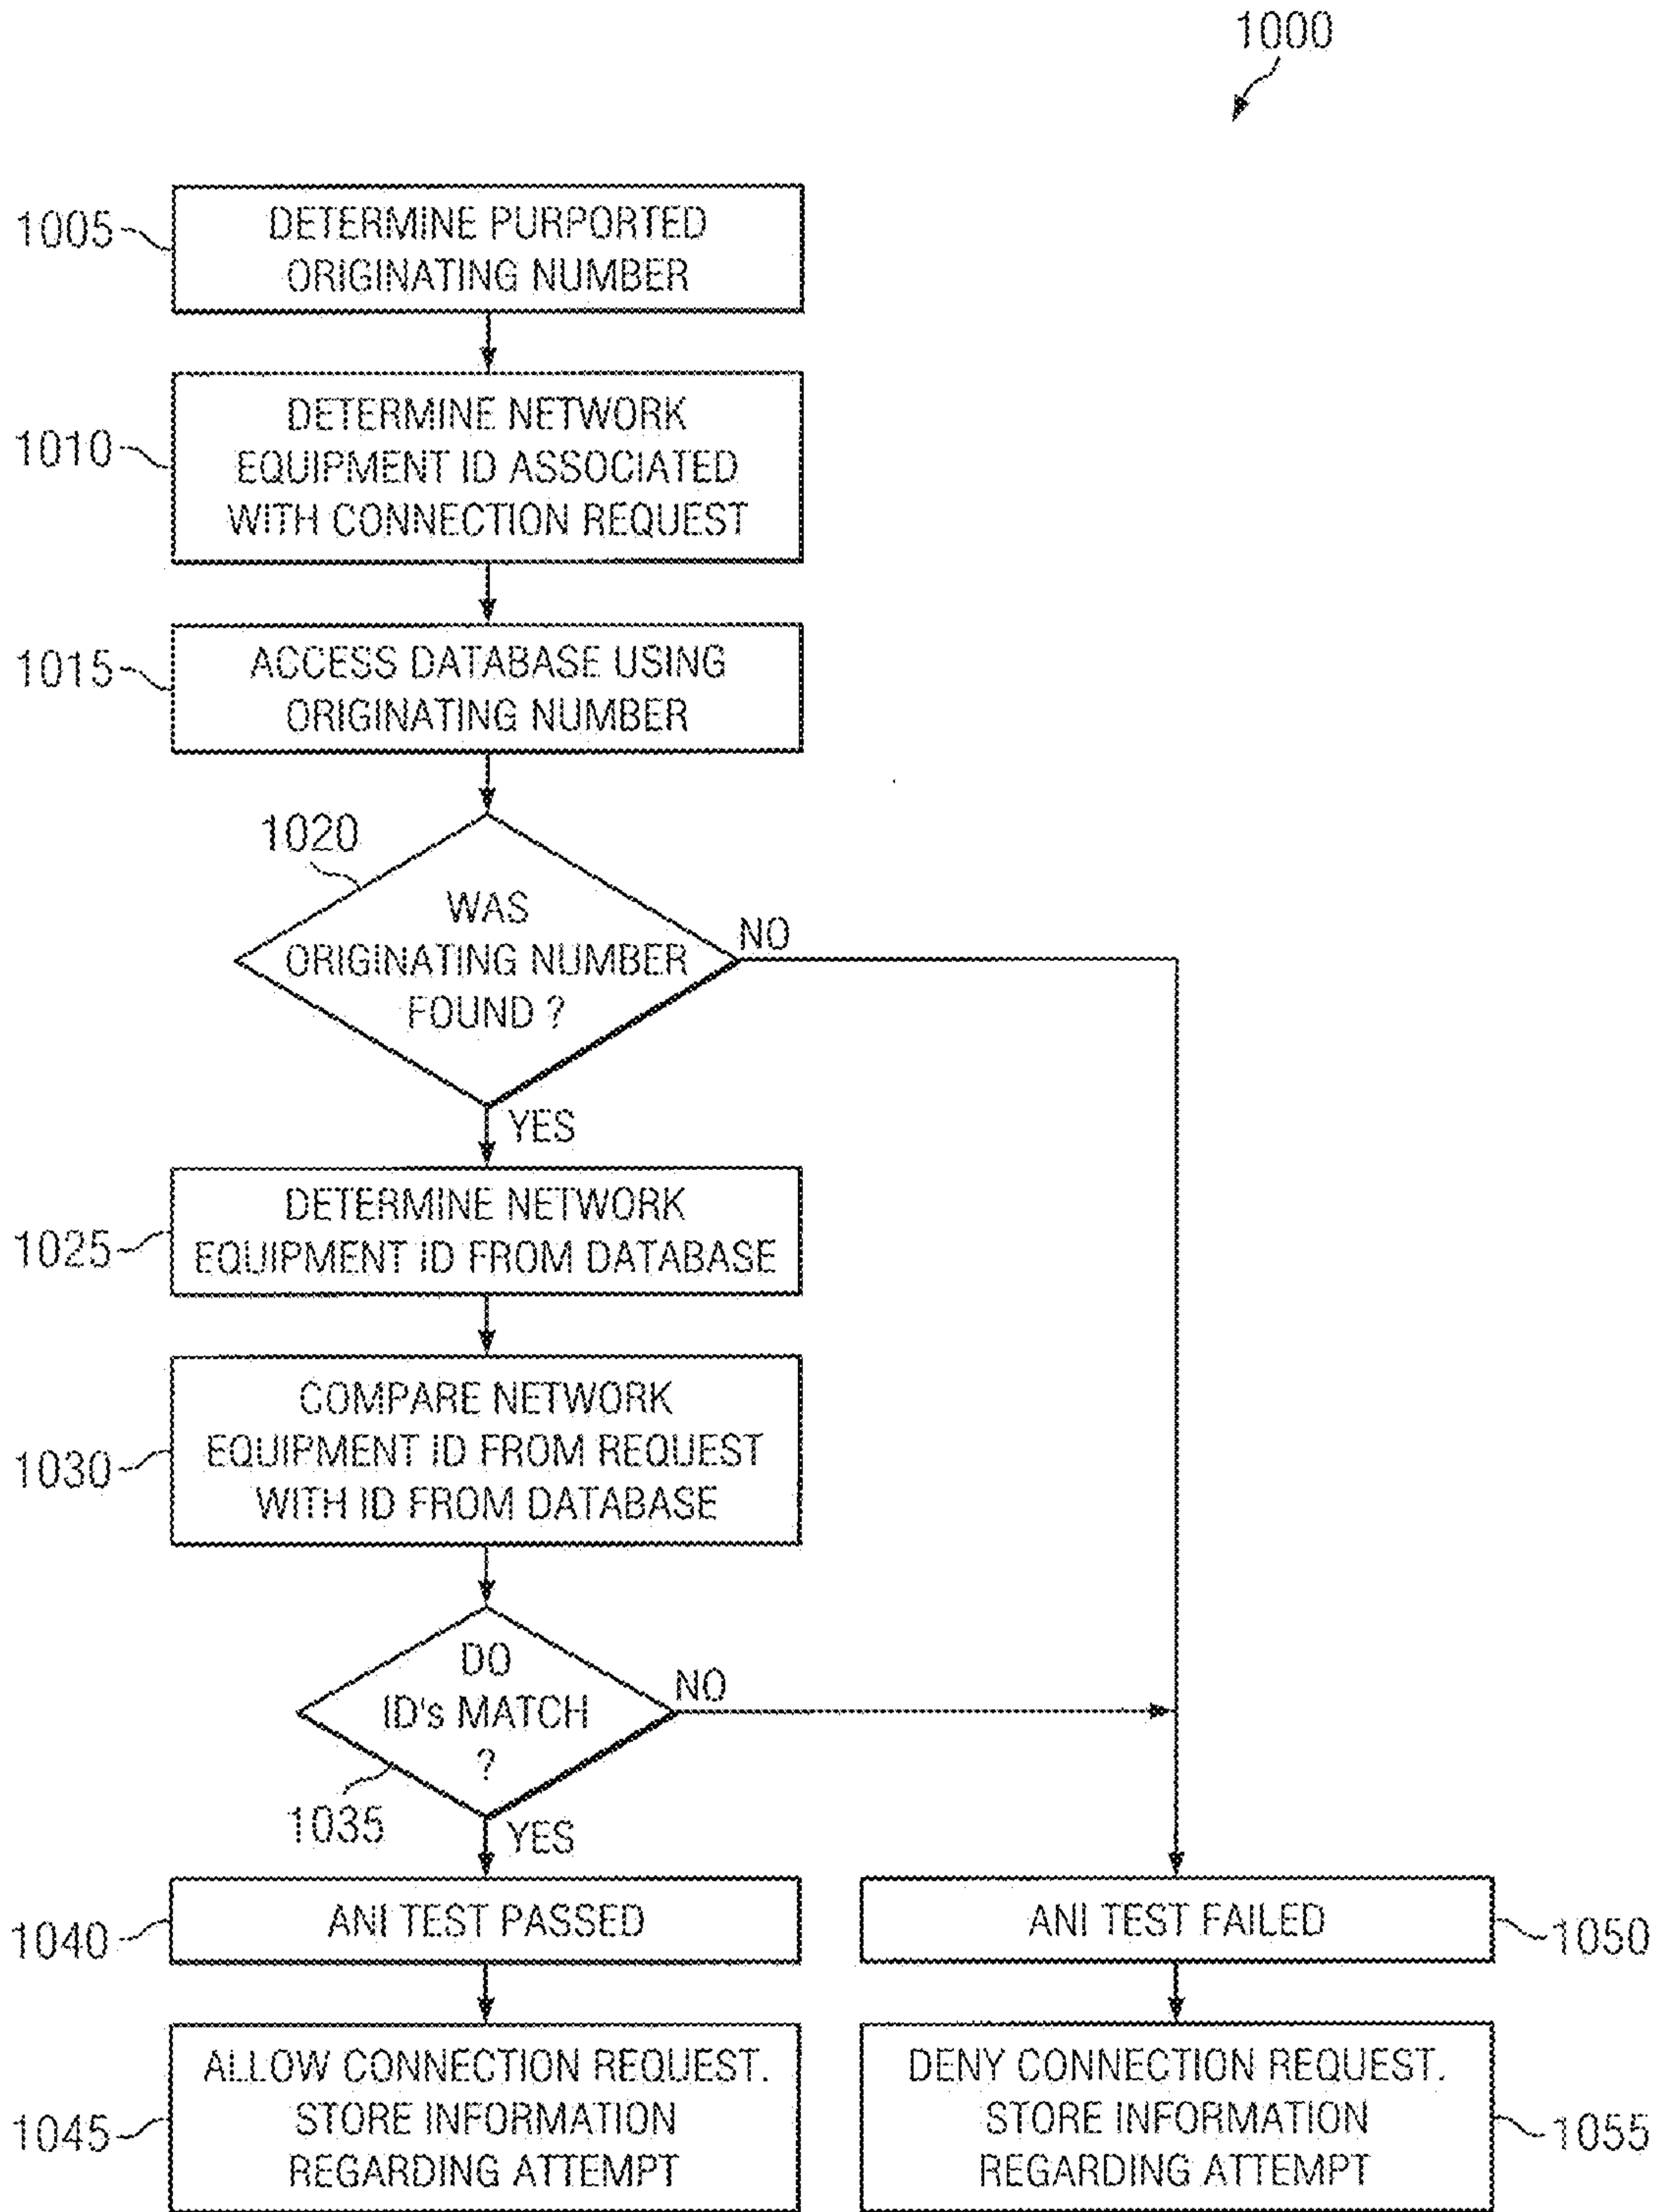 1000
1005
DETERMINE PURPORTED
ORIGINATING NUMBER
1010
DETERMINE NETWORK
EQUIPMENT ID ASSOCIATED
WITH CONNECTION REQUEST
1015
ACCESS DATABASE USING
ORIGINATING NUMBER
1020
WAS
ORIGINATING NUMBER
FOUND ?
NO
YES
1025
DETERMINE NETWORK
EQUIPMENT ID FROM DATABASE
1030
COMPARE NETWORK
EQUIPMENT ID FROM REQUEST
WITH ID FROM DATABASE
DO
ID's MATCH
?
NO
1035
YES
1040
ANI TEST PASSED
ANI TEST FAILED
1050
1045
ALLOW CONNECTION REQUEST.
STORE INFORMATION
REGARDING ATTEMPT
DENY CONNECTION REQUEST.
STORE INFORMATION
REGARDING ATTEMPT
1055